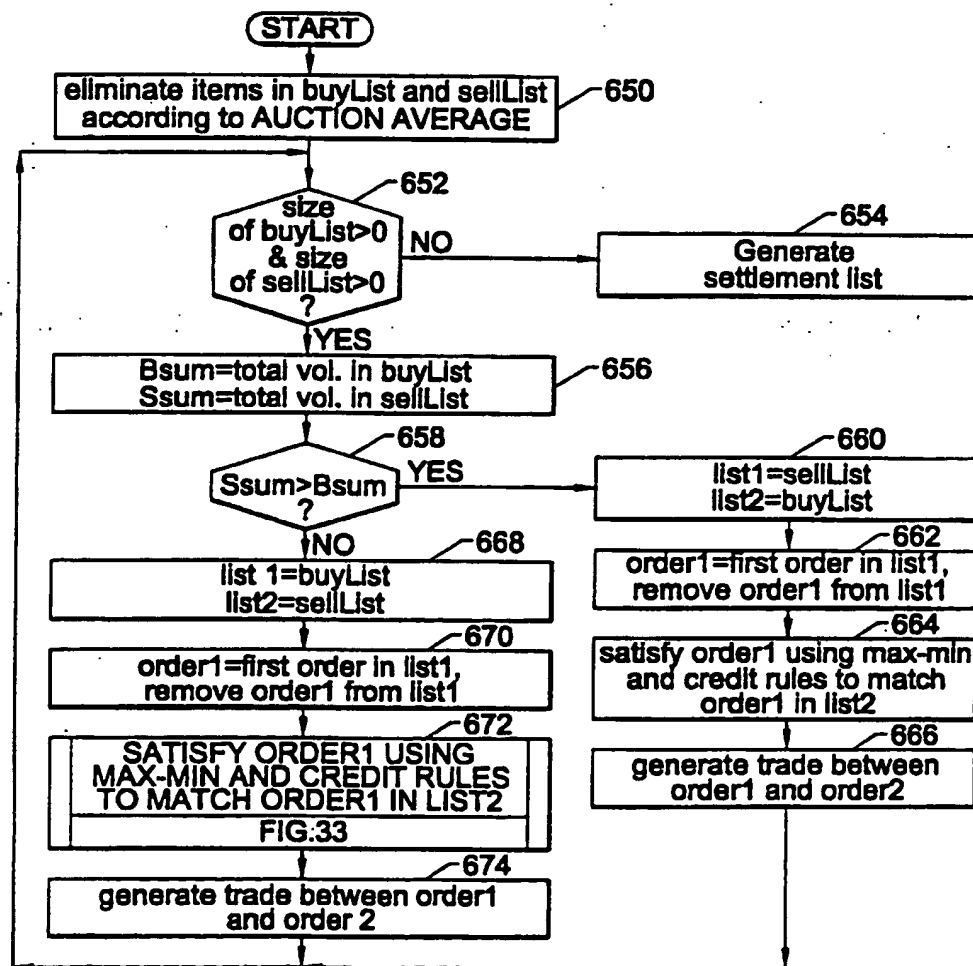 START
eliminate items in buyList and sellList
according to AUCTION AVERAGE
650
652
size
of buyList>0
& size
of sellList>0
?
NO
654
Generate
settlement list
YES
Bsum=total vol. in buyList
Ssum=total vol. in sellList
656
658
Ssum>Bsum
?
YES
660
list1=sellList
list2=buyList
662
order1=first order in list1,
remove order1 from list1
664
satisfy order1 using max-min
and credit rules to match
order1 in list2
666
generate trade between
order1 and order2
NO
668
list 1=buyList
list2=sellList
670
order1=first order in list1,
remove order1 from list1
672
SATISFY ORDER1 USING
MAX-MIN AND CREDIT RULES
TO MATCH ORDER1 IN LIST2
FIG.33
674
generate trade between order1
and order 2